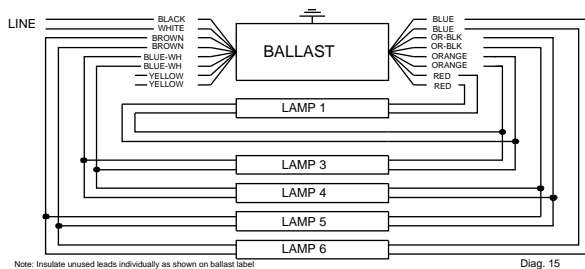 LINE
BLACK
WHITE
BROWN
BROWN
BLUE-WH
BLUE-WH
YELLOW
YELLOW
BALLAST
BLUE
BLUE
OR-BLK
OR-BLK
ORANGE
ORANGE
RED
RED
LAMP 1
LAMP 3
LAMP 4
LAMP 5
LAMP 6
Note: Insulate unused leads individually as shown on ballast label
Diag. 15